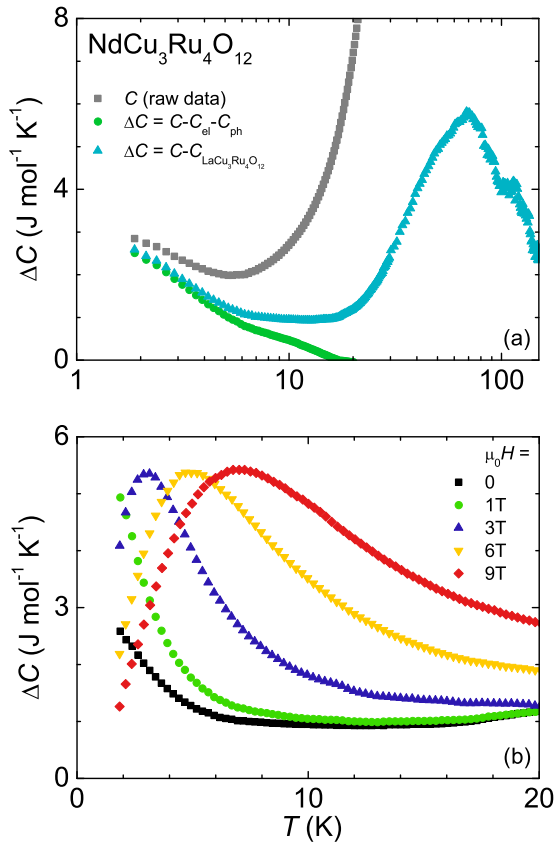 NdCu₃Ru₄O₁₂
C (raw data)
ΔC = C-Cₑₗ-Cₚₕ
ΔC = C-C_LaCu₃Ru₄O₁₂
ΔC (J mol⁻¹ K⁻¹)
8
4
0
1
10
100
(a)
μ₀H =
0
1T
3T
6T
9T
ΔC (J mol⁻¹ K⁻¹)
6
3
0
0
10
20
(b)
T (K)